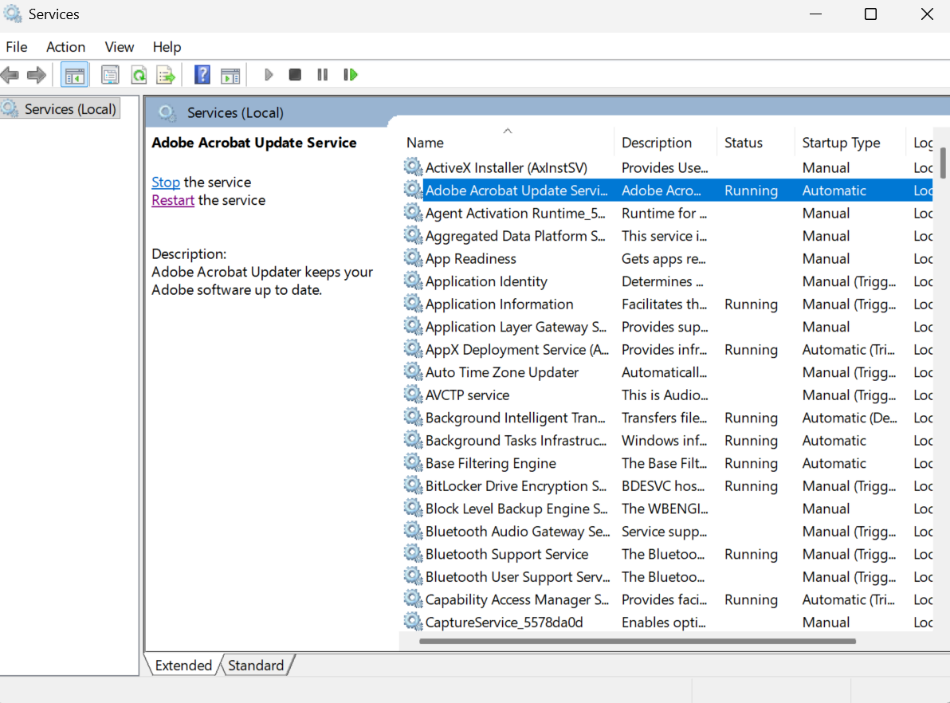 Services
File Action View Help
Services (Local)
Services (Local)
Adobe Acrobat Update Service
Stop the service
Restart the service
Description:
Adobe Acrobat Updater keeps your
Adobe software up to date.
Name Description Status Startup Type Log
ActiveX Installer (AxInstSV) Provides Use... Manual Loc
Adobe Acrobat Update Servi... Adobe Acro... Running Automatic Loc
Agent Activation Runtime_5... Runtime for ... Manual Loc
Aggregated Data Platform S... This service i... Manual Loc
App Readiness Gets apps re... Manual Loc
Application Identity Determines ... Manual (Trigg... Loc
Application Information Facilitates th... Running Manual (Trigg... Loc
Application Layer Gateway S... Provides sup... Manual Loc
AppX Deployment Service (A... Provides infr... Running Automatic (Tri... Loc
Auto Time Zone Updater Automaticall... Manual (Trigg... Loc
AVCTP service This is Audio... Manual (Trigg... Loc
Background Intelligent Tran... Transfers file... Running Automatic (De... Loc
Background Tasks Infrastruc... Windows inf... Running Automatic Loc
Base Filtering Engine The Base Filt... Running Automatic Loc
BitLocker Drive Encryption S... BDESVC hos... Running Manual (Trigg... Loc
Block Level Backup Engine S... The WBENGI... Manual Loc
Bluetooth Audio Gateway Se... Service supp... Manual (Trigg... Loc
Bluetooth Support Service The Bluetoo... Running Manual (Trigg... Loc
Bluetooth User Support Serv... The Bluetoo... Manual (Trigg... Loc
Capability Access Manager S... Provides faci... Running Automatic (Tri... Loc
CaptureService_5578da0d Enables opti... Manual Loc
Extended Standard